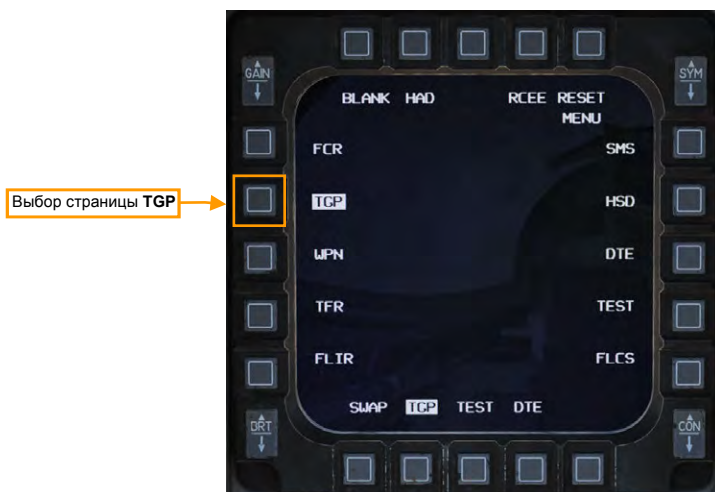 GAIN
SYM
BLANK HAD RCEE RESET
MENU
FCR SMS
Выбор страницы TGP
TGP HSD
WPN DTE
TFR TEST
FLIR FLCS
SWAP TGP TEST DTE
BRT
CON